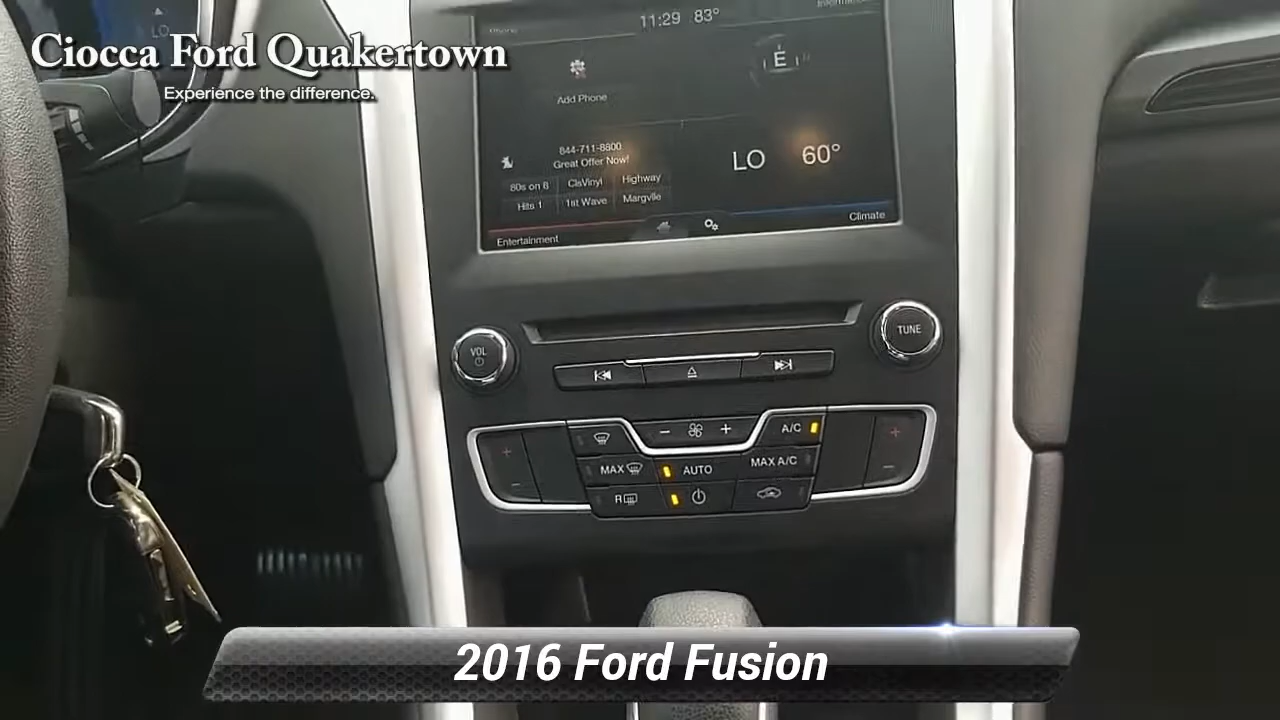 Ciocca Ford Quakertown
Experience the difference.
11:29 83°
Add Phone
E
844-711-8800
Great Offer Now!
LO 60°
80s on 8 ClsVinyl Highway
Hits 1 1st Wave Margvlle
Entertainment
Climate
VOL
TUNE
- +
A/C
+ +
MAX AUTO MAX A/C
- -
R
2016 Ford Fusion